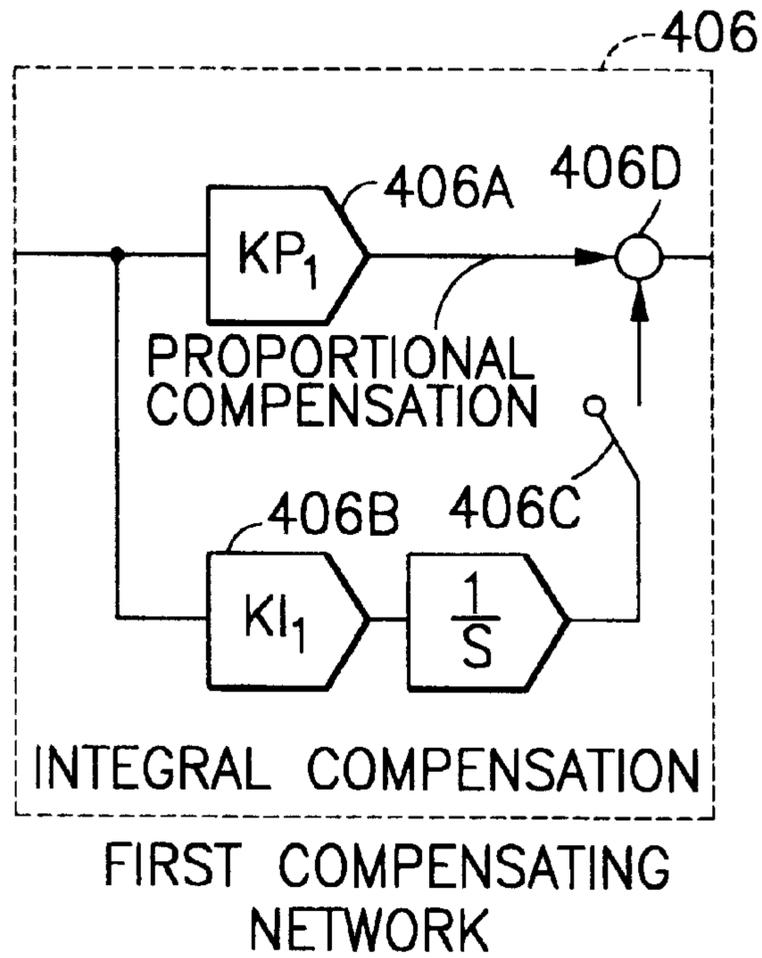 406
406D
406A
KP₁
PROPORTIONAL
COMPENSATION
406C
406B
KI₁
1
S
INTEGRAL COMPENSATION
FIRST COMPENSATING
NETWORK